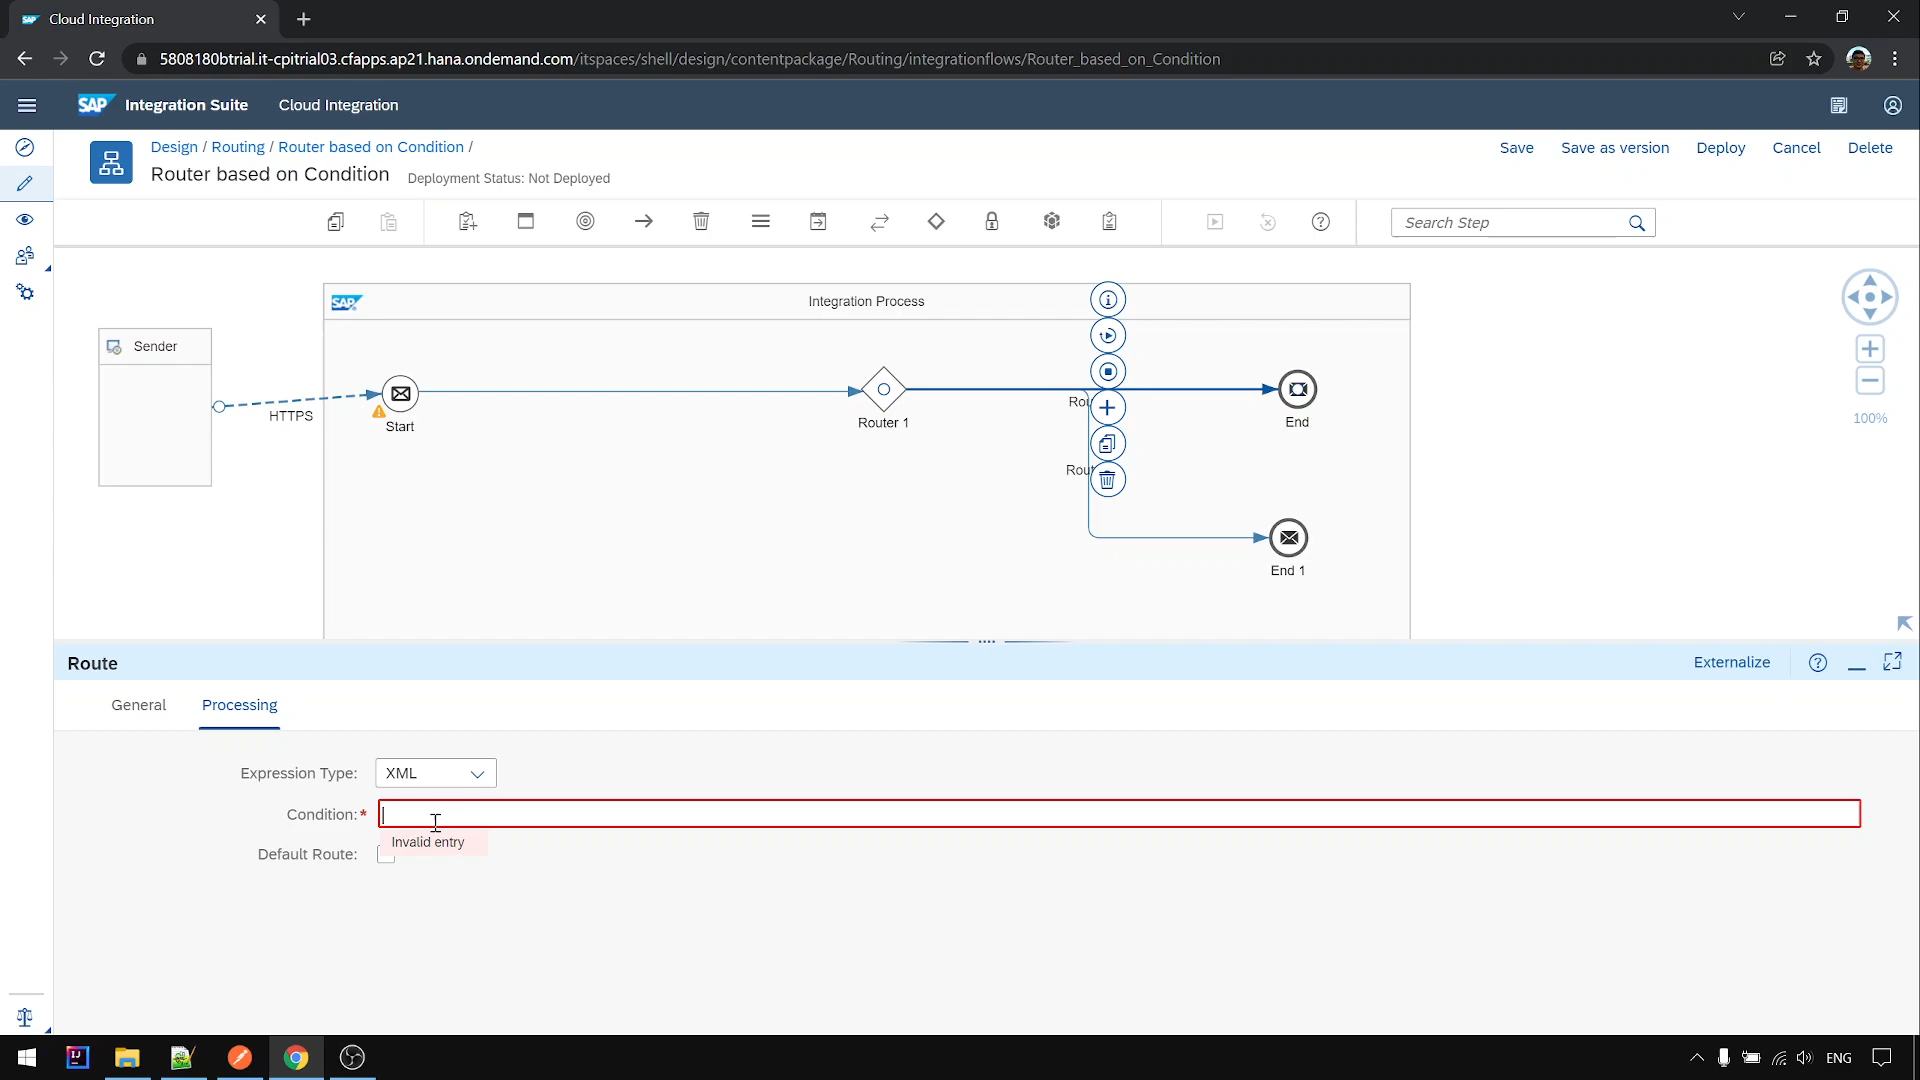 Cloud Integration
5808180btrial.it-cpitrial03.cfapps.ap21.hana.ondemand.com/itspaces/shell/design/contentpackage/Routing/integrationflows/Router_based_on_Condition
SAP Integration Suite Cloud Integration
Design / Routing / Router based on Condition /
Save Save as version Deploy Cancel Delete
Router based on Condition Deployment Status: Not Deployed
Search Step
SAP Integration Process
Sender
HTTPS
Start
Router 1
Rou
End
100%
Rout
End 1
Route
Externalize
General Processing
Expression Type: XML
Condition:*
Invalid entry
Default Route:
ENG